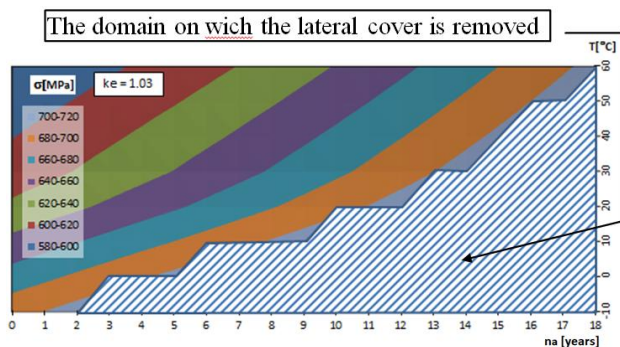 The domain on wich the lateral cover is removed
T[°C]
σ[MPa]
ke = 1.03
700-720
680-700
660-680
640-660
620-640
600-620
580-600
60
50
40
30
20
10
0
-10
0 1 2 3 4 5 6 7 8 9 10 11 12 13 14 15 16 17 18
na [years]